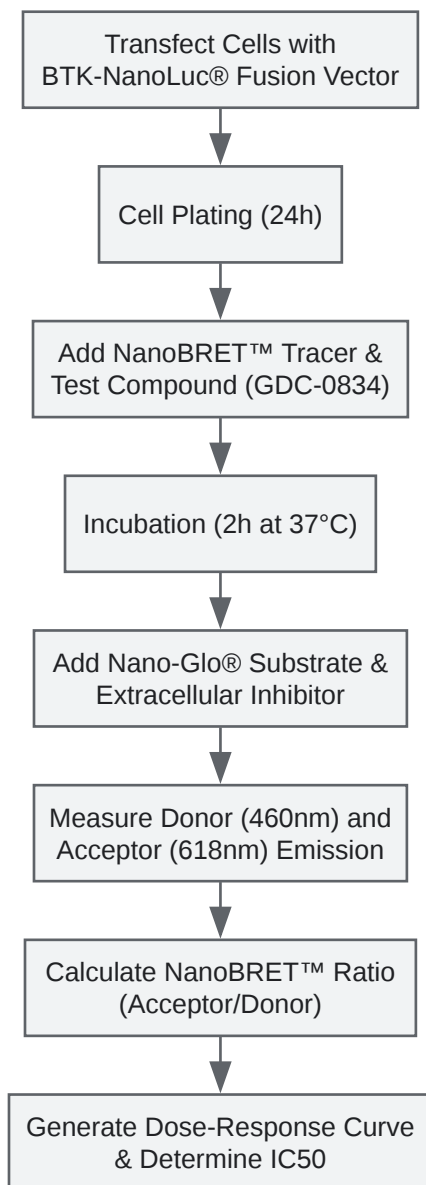 Transfect Cells with
BTK-NanoLuc® Fusion Vector
Cell Plating (24h)
Add NanoBRET™ Tracer &
Test Compound (GDC-0834)
Incubation (2h at 37°C)
Add Nano-Glo® Substrate &
Extracellular Inhibitor
Measure Donor (460nm) and
Acceptor (618nm) Emission
Calculate NanoBRET™ Ratio
(Acceptor/Donor)
Generate Dose-Response Curve
& Determine IC50